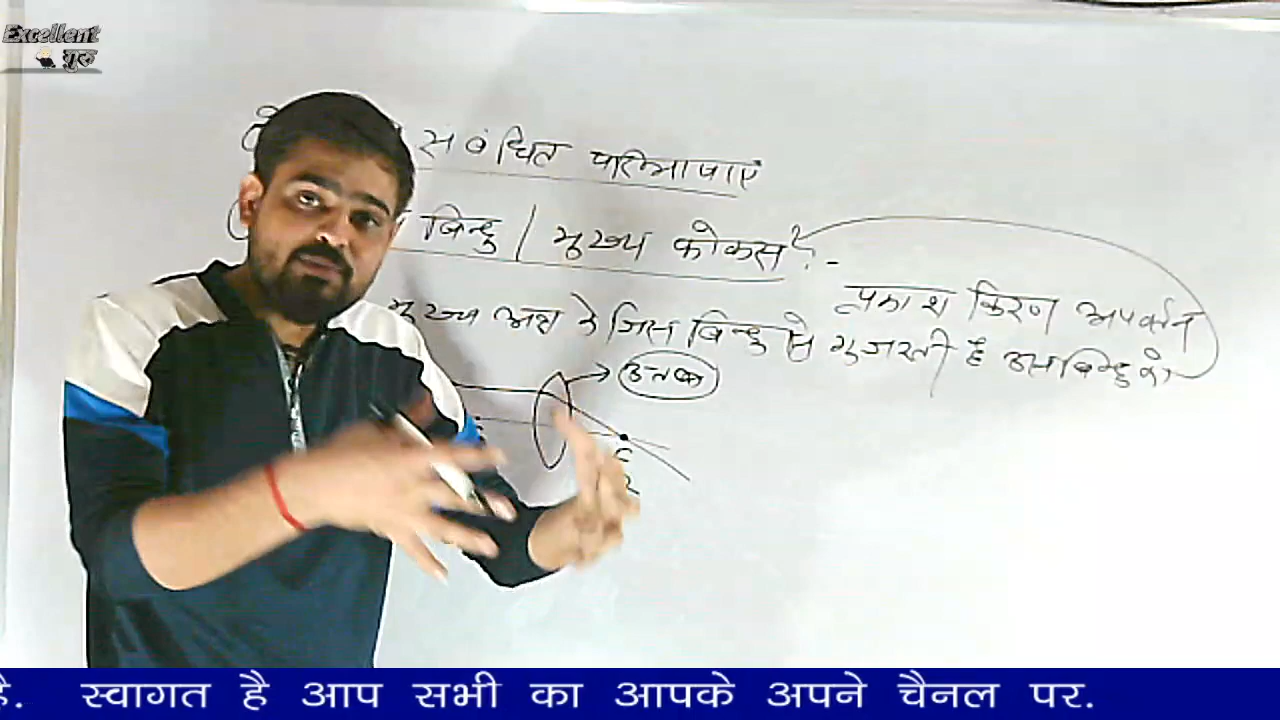 Excellent
गुरु
संबंधित परिभाषाएं
बिन्दु / मुख्य फोकस :-
प्रकाश किरण अपवर्तन
मुख्य अक्ष के जिस बिन्दु से गुजरती है उस बिन्दु को
उत्तल
है. स्वागत है आप सभी का आपके अपने चैनल पर.